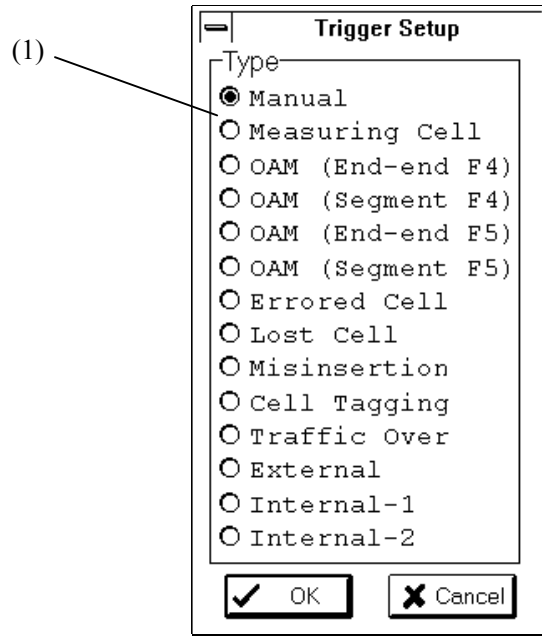 (1)
Trigger Setup
Type
Manual
Measuring Cell
OAM (End-end F4)
OAM (Segment F4)
OAM (End-end F5)
OAM (Segment F5)
Errored Cell
Lost Cell
Misinsertion
Cell Tagging
Traffic Over
External
Internal-1
Internal-2
OK Cancel